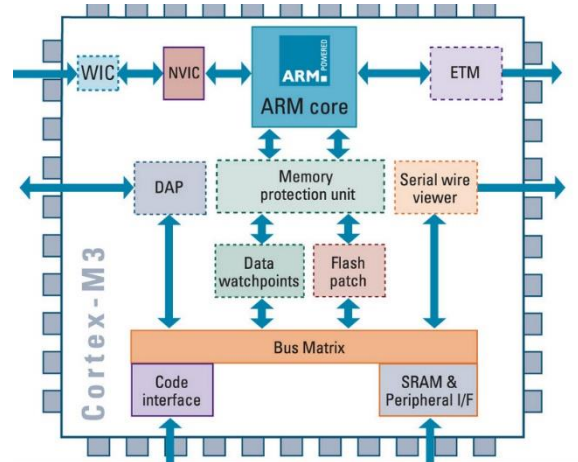 WIC
NVIC
ARM POWERED
ARM core
ETM
DAP
Memory
protection unit
Serial wire
viewer
Data
watchpoints
Flash
patch
Cortex-M3
Bus Matrix
Code
interface
SRAM &
Peripheral I/F